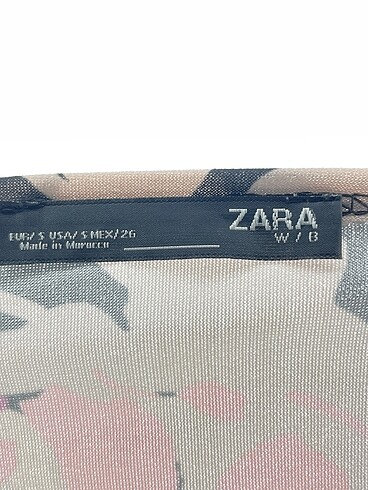 ZARA
W / B
EUR/ S USA/ S MEX/26
Made in Morocco